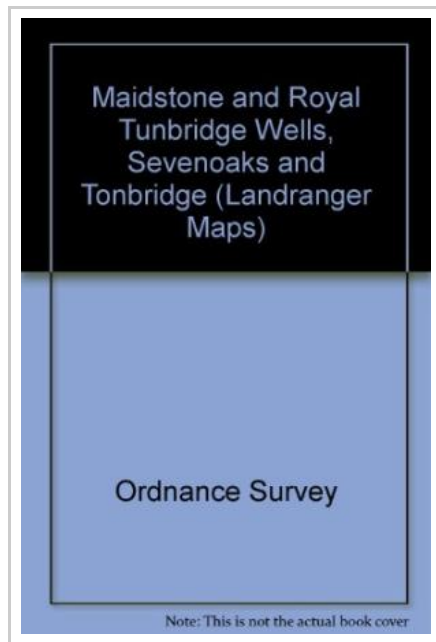 Maidstone and Royal
Tunbridge Wells,
Sevenoaks and
Tonbridge (Landranger
Maps)
Ordnance Survey
Note: This is not the actual book cover